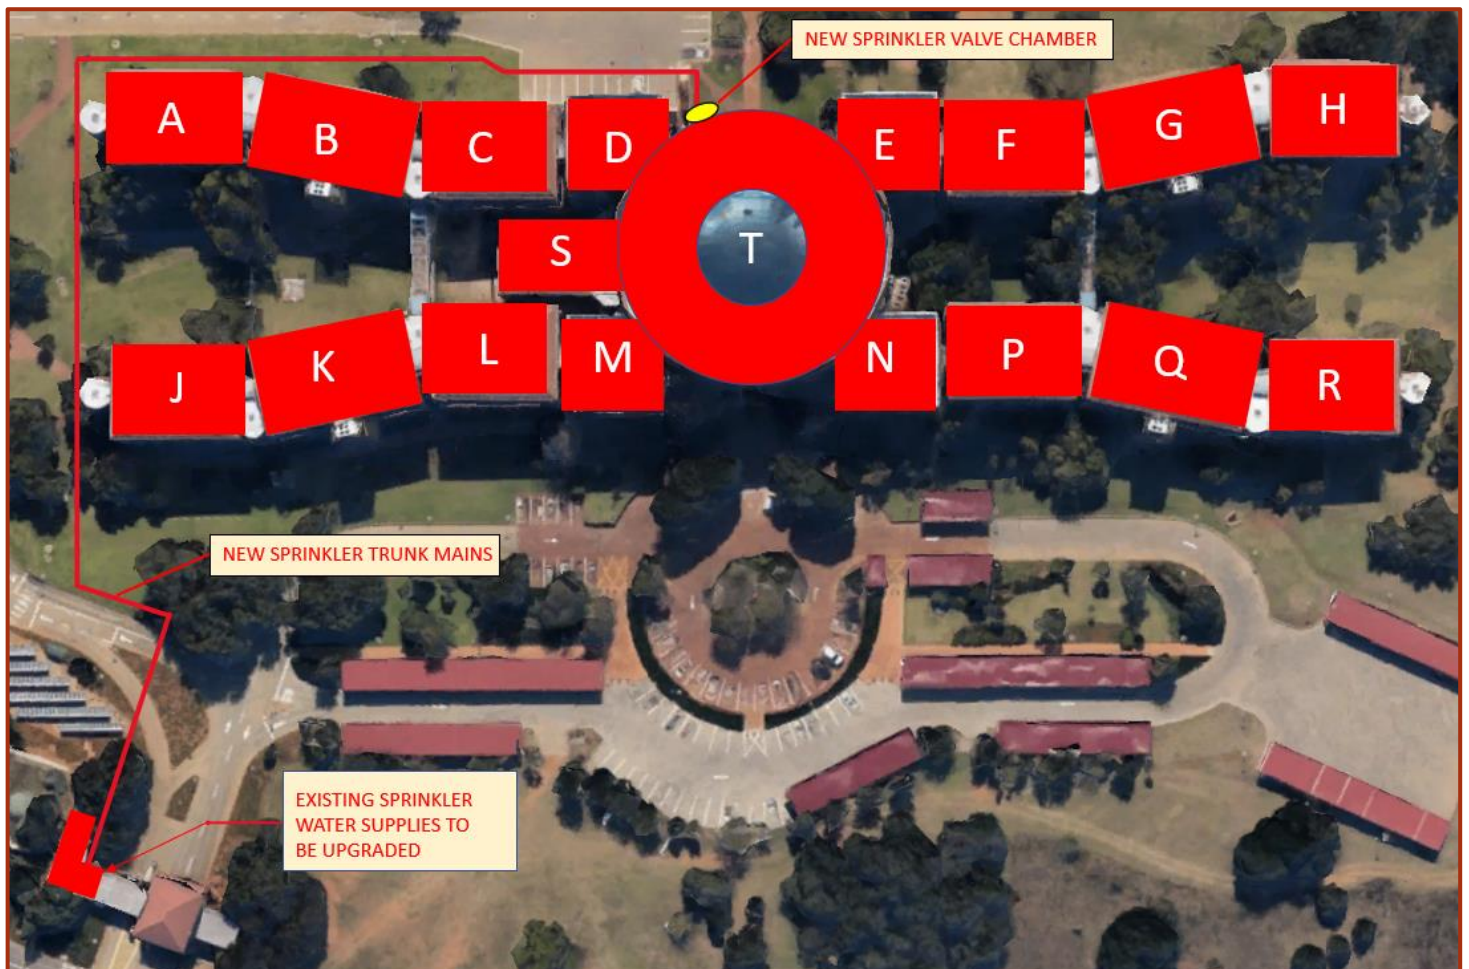 NEW SPRINKLER VALVE CHAMBER
A
B
C
D
E
F
G
H
S
T
J
K
L
M
N
P
Q
R
NEW SPRINKLER TRUNK MAINS
EXISTING SPRINKLER
WATER SUPPLIES TO
BE UPGRADED